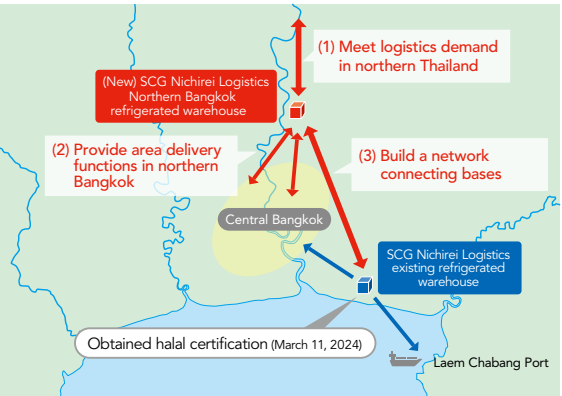 (1) Meet logistics demand
in northern Thailand
(New) SCG Nichirei Logistics
Northern Bangkok
refrigerated warehouse
(2) Provide area delivery
functions in northern
Bangkok
(3) Build a network
connecting bases
Central Bangkok
SCG Nichirei Logistics
existing refrigerated
warehouse
Obtained halal certification (March 11, 2024)
Laem Chabang Port